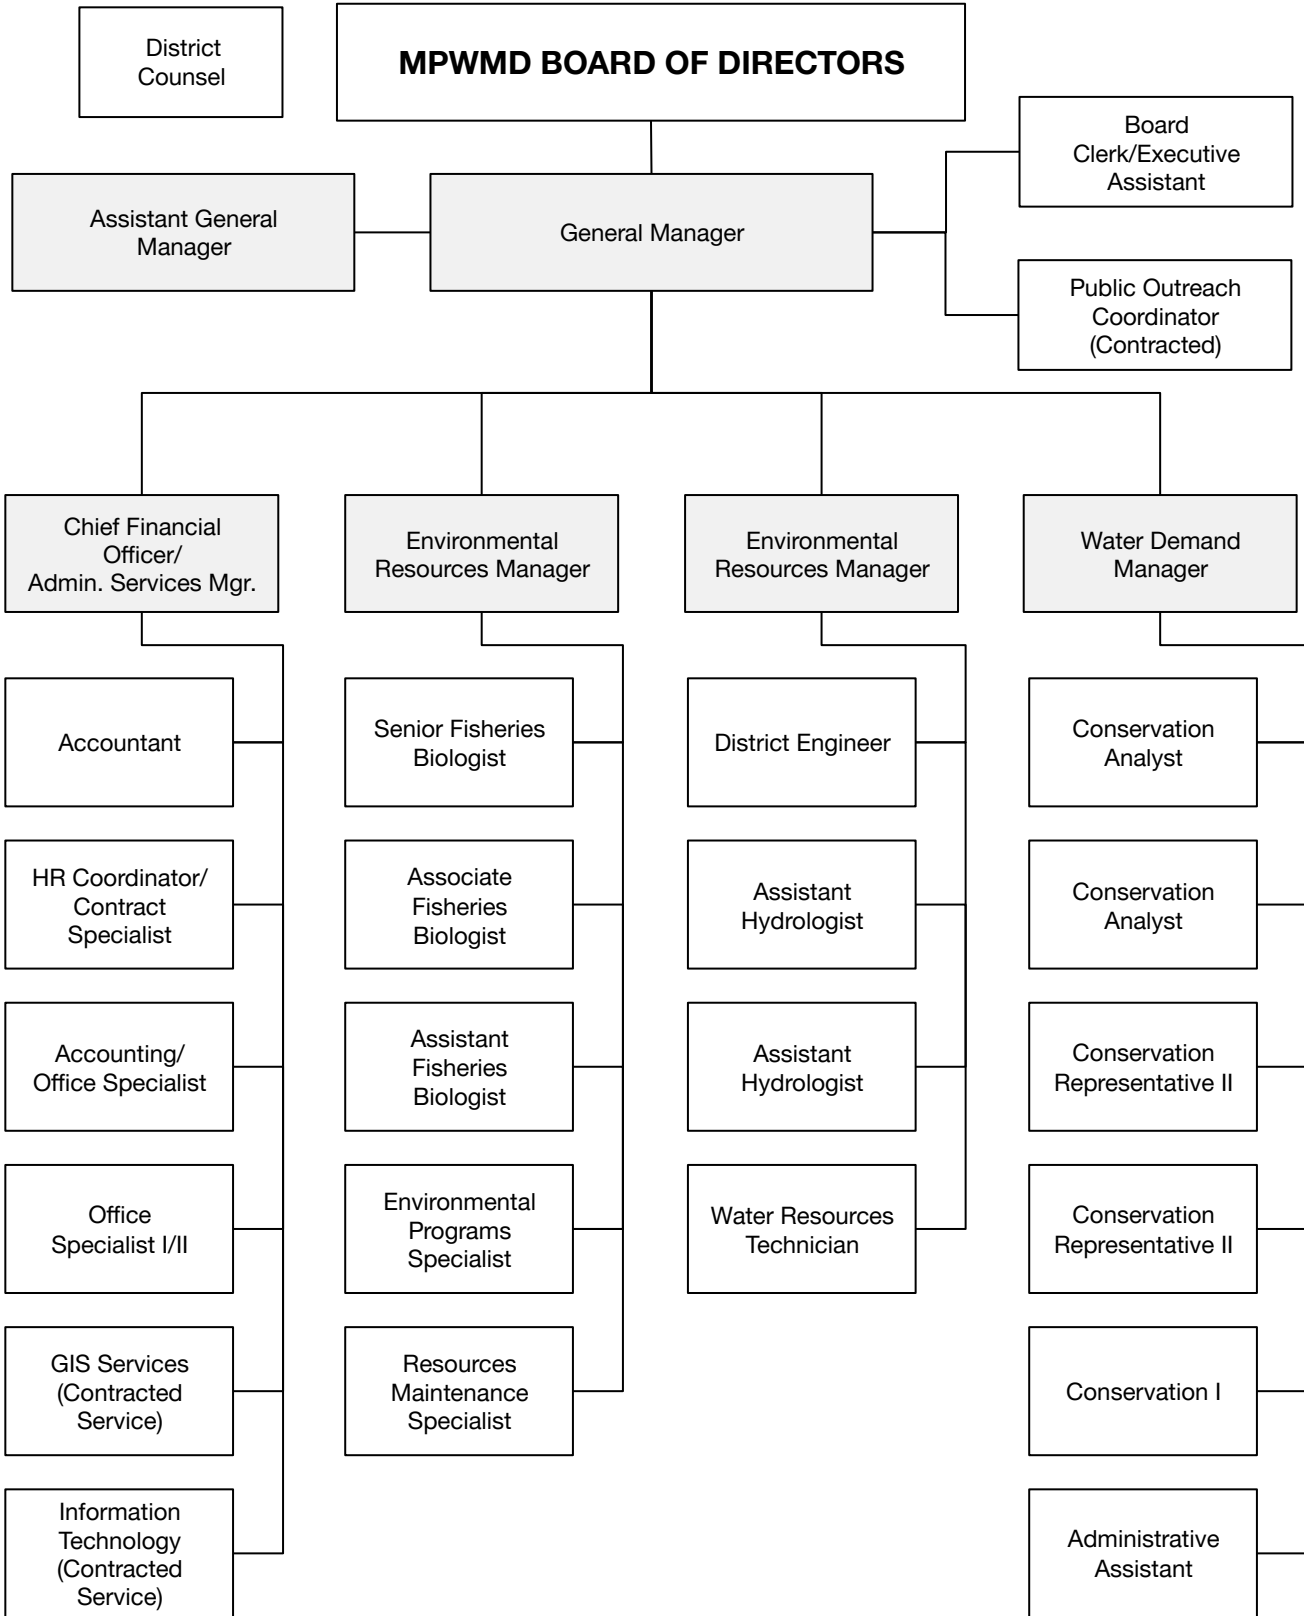 District
Counsel
MPWMD BOARD OF DIRECTORS
Board
Clerk/Executive
Assistant
Assistant General
Manager
General Manager
Public Outreach
Coordinator
(Contracted)
Chief Financial
Officer/
Admin. Services Mgr.
Environmental
Resources Manager
Environmental
Resources Manager
Water Demand
Manager
Accountant
Senior Fisheries
Biologist
District Engineer
Conservation
Analyst
HR Coordinator/
Contract
Specialist
Associate
Fisheries
Biologist
Assistant
Hydrologist
Conservation
Analyst
Accounting/
Office Specialist
Assistant
Fisheries
Biologist
Assistant
Hydrologist
Conservation
Representative II
Office
Specialist I/II
Environmental
Programs
Specialist
Water Resources
Technician
Conservation
Representative II
GIS Services
(Contracted
Service)
Resources
Maintenance
Specialist
Conservation I
Information
Technology
(Contracted
Service)
Administrative
Assistant